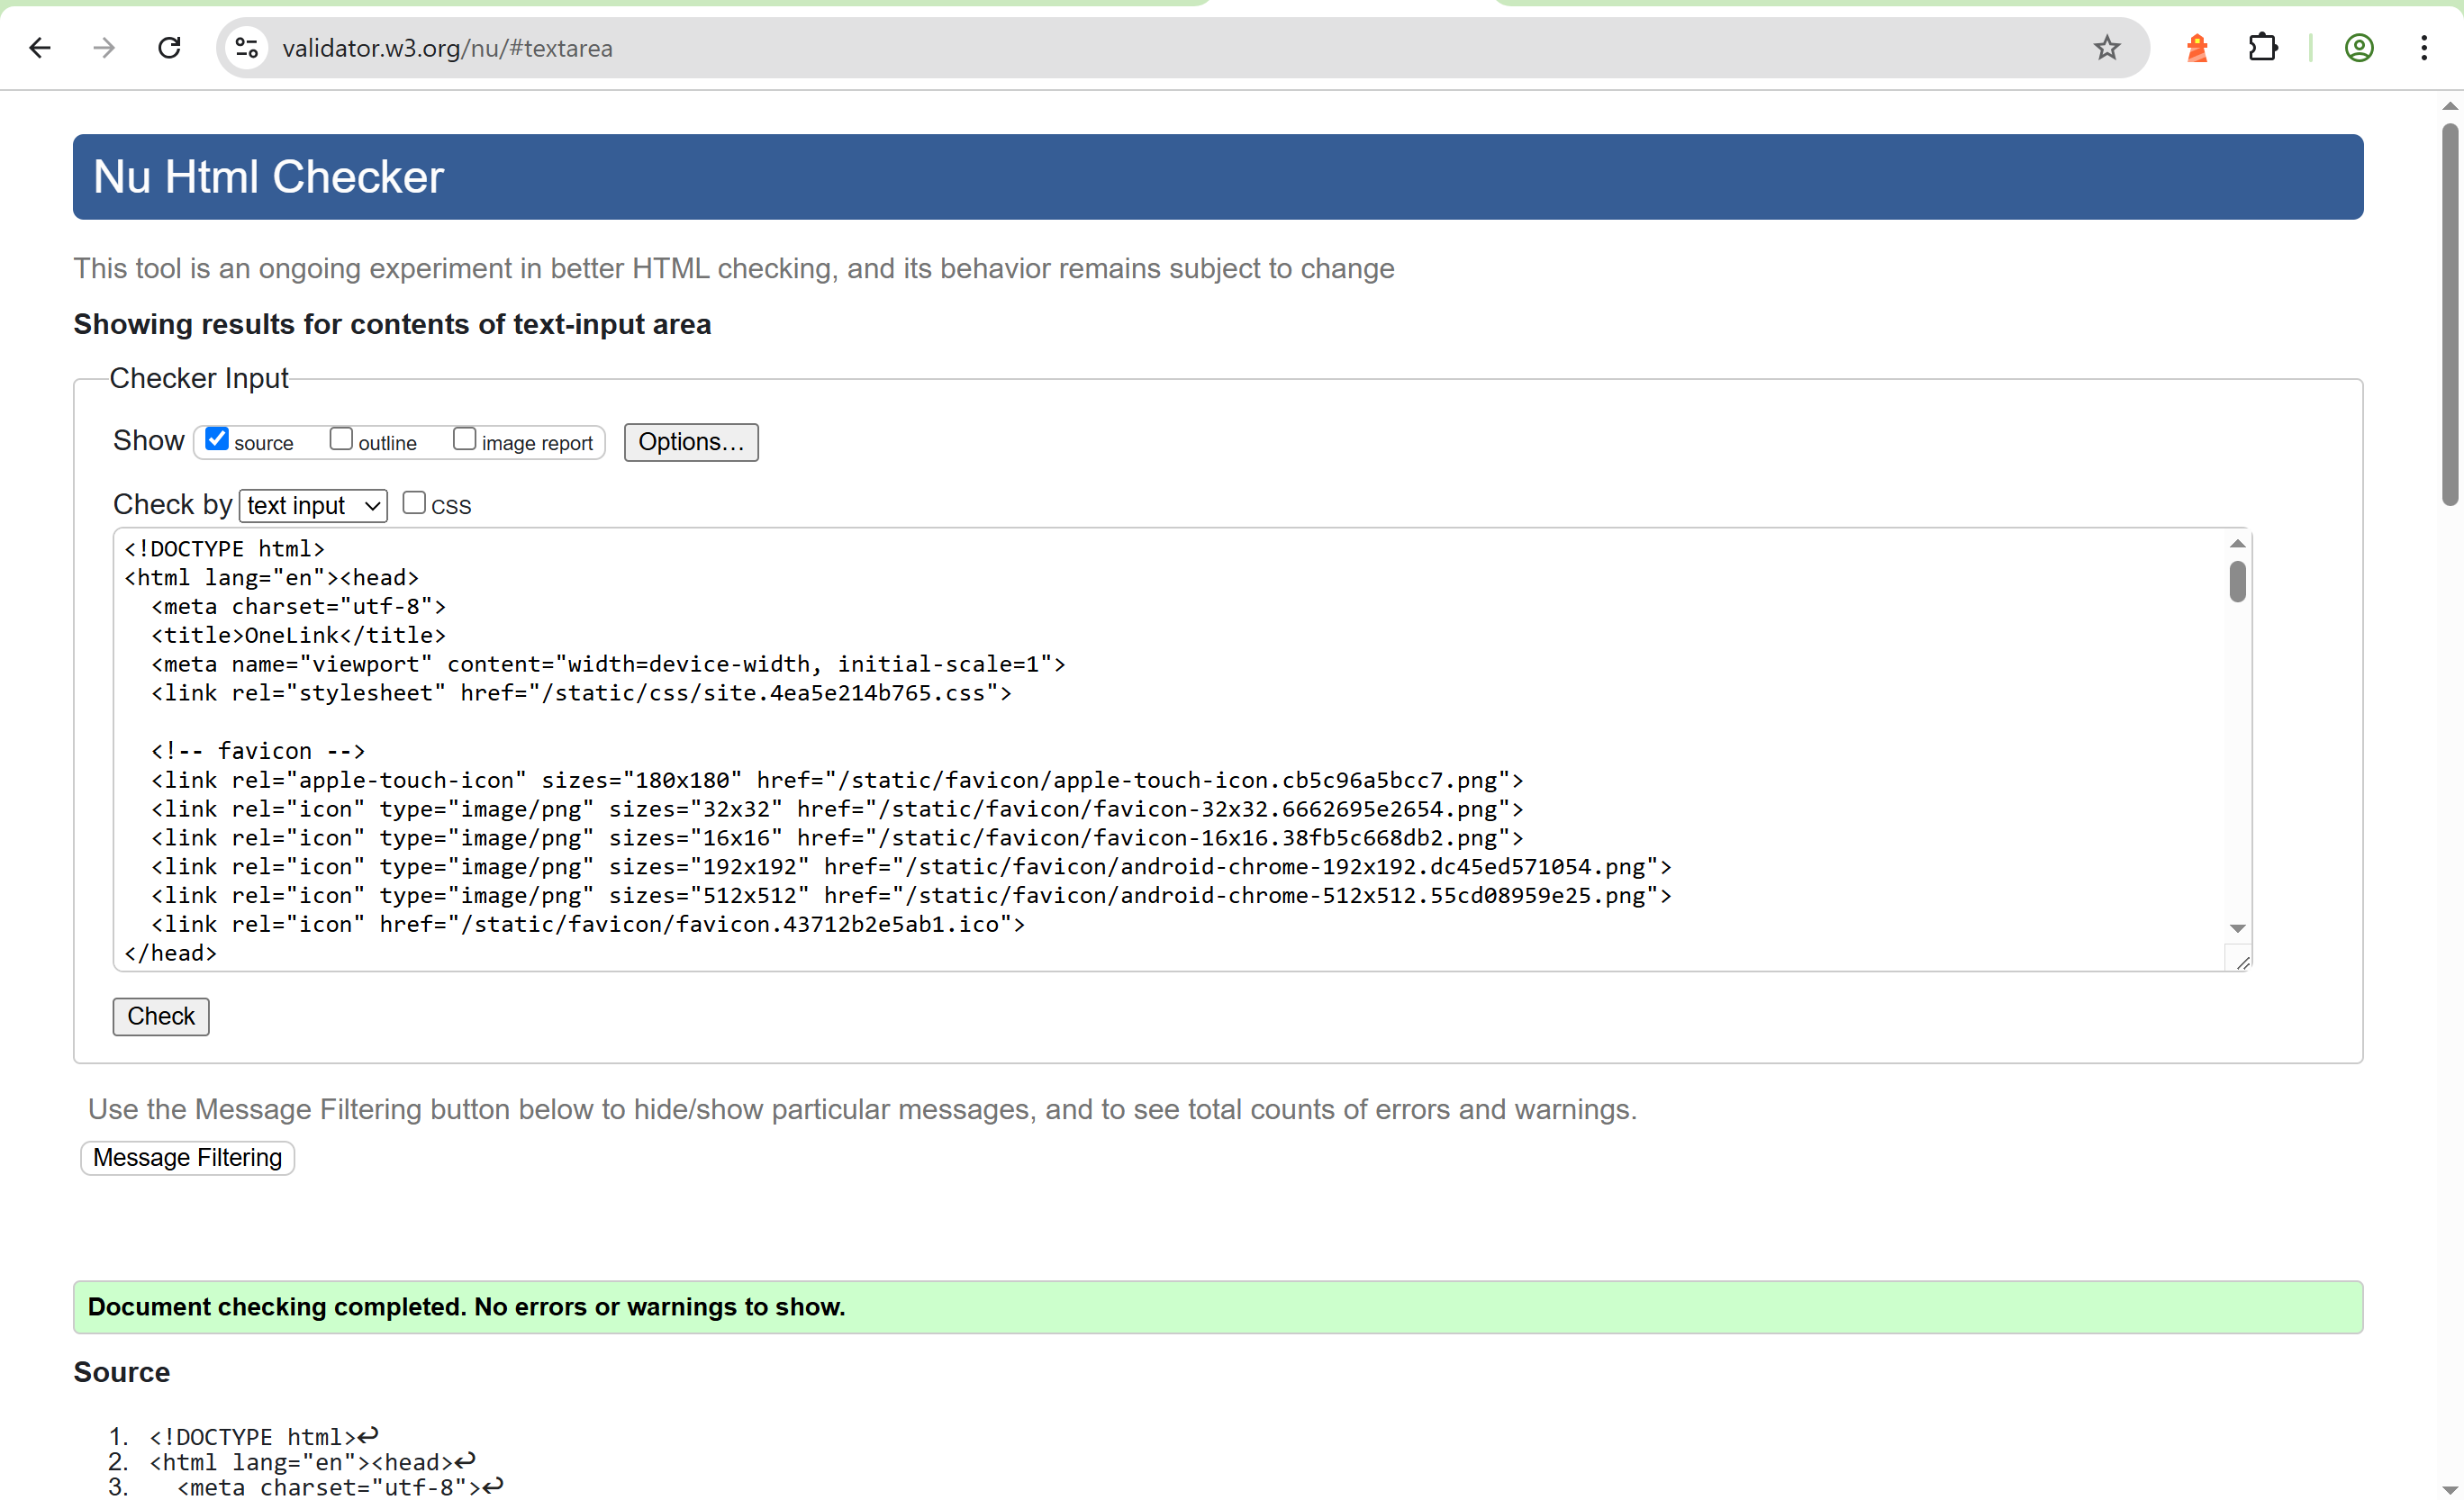 validator.w3.org/nu/#textarea
Nu Html Checker
This tool is an ongoing experiment in better HTML checking, and its behavior remains subject to change
Showing results for contents of text-input area
Checker Input
Show source outline image report Options...
Check by text input CSS
<!DOCTYPE html>
<html lang="en"><head>
  <meta charset="utf-8">
  <title>OneLink</title>
  <meta name="viewport" content="width=device-width, initial-scale=1">
  <link rel="stylesheet" href="/static/css/site.4ea5e214b765.css">
  <!-- favicon -->
  <link rel="apple-touch-icon" sizes="180x180" href="/static/favicon/apple-touch-icon.cb5c96a5bcc7.png">
  <link rel="icon" type="image/png" sizes="32x32" href="/static/favicon/favicon-32x32.6662695e2654.png">
  <link rel="icon" type="image/png" sizes="16x16" href="/static/favicon/favicon-16x16.38fb5c668db2.png">
  <link rel="icon" type="image/png" sizes="192x192" href="/static/favicon/android-chrome-192x192.dc45ed571054.png">
  <link rel="icon" type="image/png" sizes="512x512" href="/static/favicon/android-chrome-512x512.55cd08959e25.png">
  <link rel="icon" href="/static/favicon/favicon.43712b2e5ab1.ico">
</head>
Check
Use the Message Filtering button below to hide/show particular messages, and to see total counts of errors and warnings.
Message Filtering
Document checking completed. No errors or warnings to show.
Source
1. <!DOCTYPE html>↩
2. <html lang="en"><head>↩
3.   <meta charset="utf-8">↩